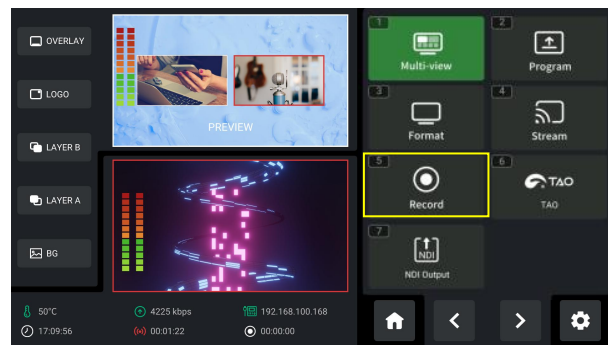 OVERLAY
LOGO
LAYER B
LAYER A
BG
PREVIEW
50°C
4225 kbps
192.168.100.168
17:09:56
00:01:22
00:00:00
1
Multi-view
2
Program
3
Format
4
Stream
5
Record
6
TAO
TAO
7
NDI
NDI Output